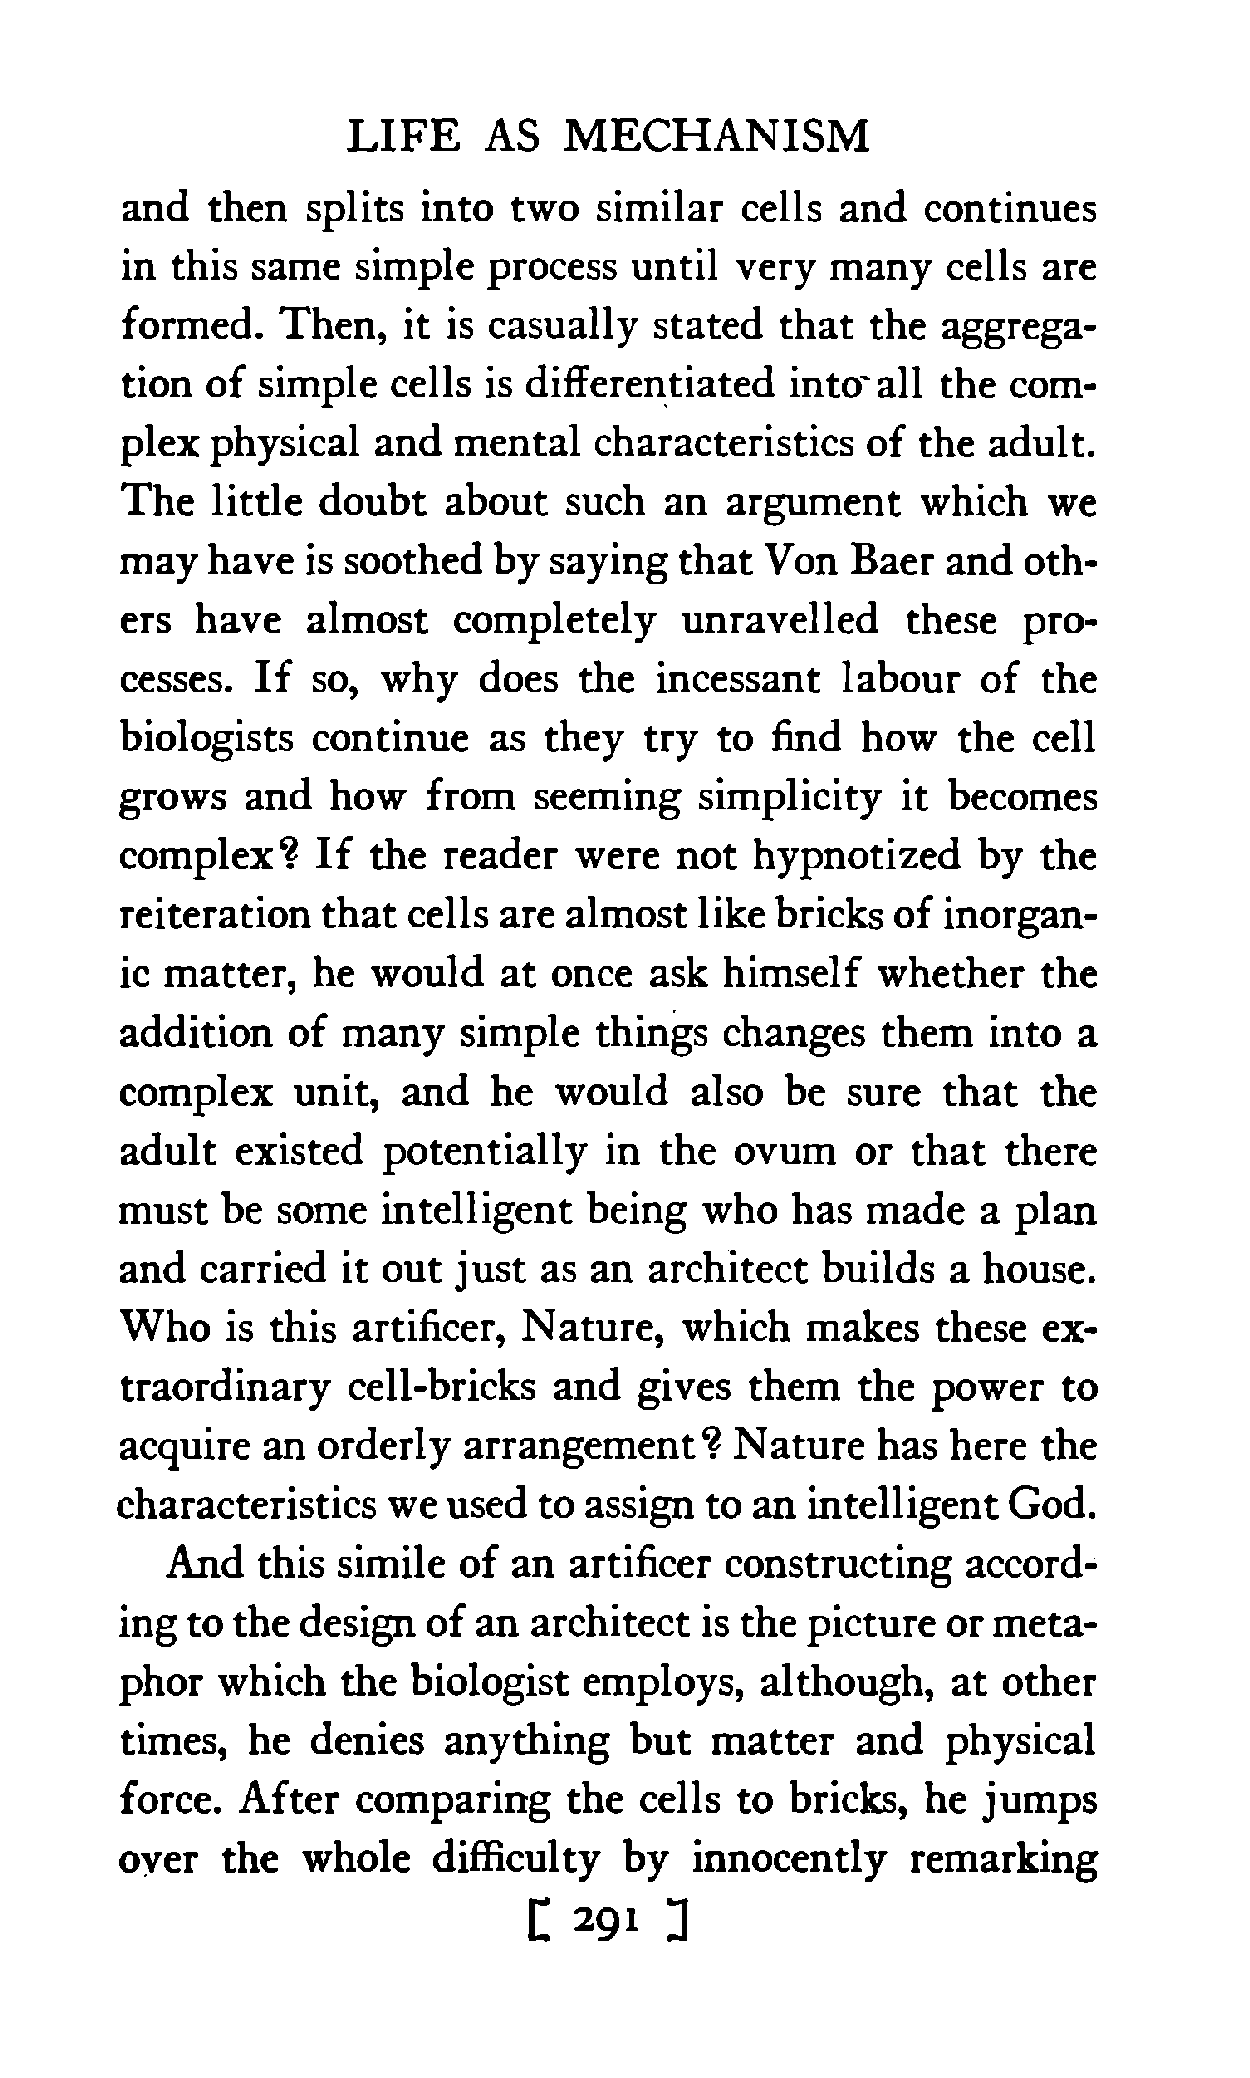 LIFE AS MECHANISM
and then splits into two similar cells and continues
in this same simple process until very many cells are
formed. Then, it is casually stated that the aggrega-
tion of simple cells is differentiated into all the com-
plex physical and mental characteristics of the adult.
The little doubt about such an argument which we
may have is soothed by saying that Von Baer and oth-
ers have almost completely unravelled these pro-
cesses. If so, why does the incessant labour of the
biologists continue as they try to find how the cell
grows and how from seeming simplicity it becomes
complex? If the reader were not hypnotized by the
reiteration that cells are almost like bricks of inorgan-
ic matter, he would at once ask himself whether the
addition of many simple things changes them into a
complex unit, and he would also be sure that the
adult existed potentially in the ovum or that there
must be some intelligent being who has made a plan
and carried it out just as an architect builds a house.
Who is this artificer, Nature, which makes these ex-
traordinary cell-bricks and gives them the power to
acquire an orderly arrangement? Nature has here the
characteristics we used to assign to an intelligent God.
And this simile of an artificer constructing accord-
ing to the design of an architect is the picture or meta-
phor which the biologist employs, although, at other
times, he denies anything but matter and physical
force. After comparing the cells to bricks, he jumps
over the whole difficulty by innocently remarking
[ 291 ]